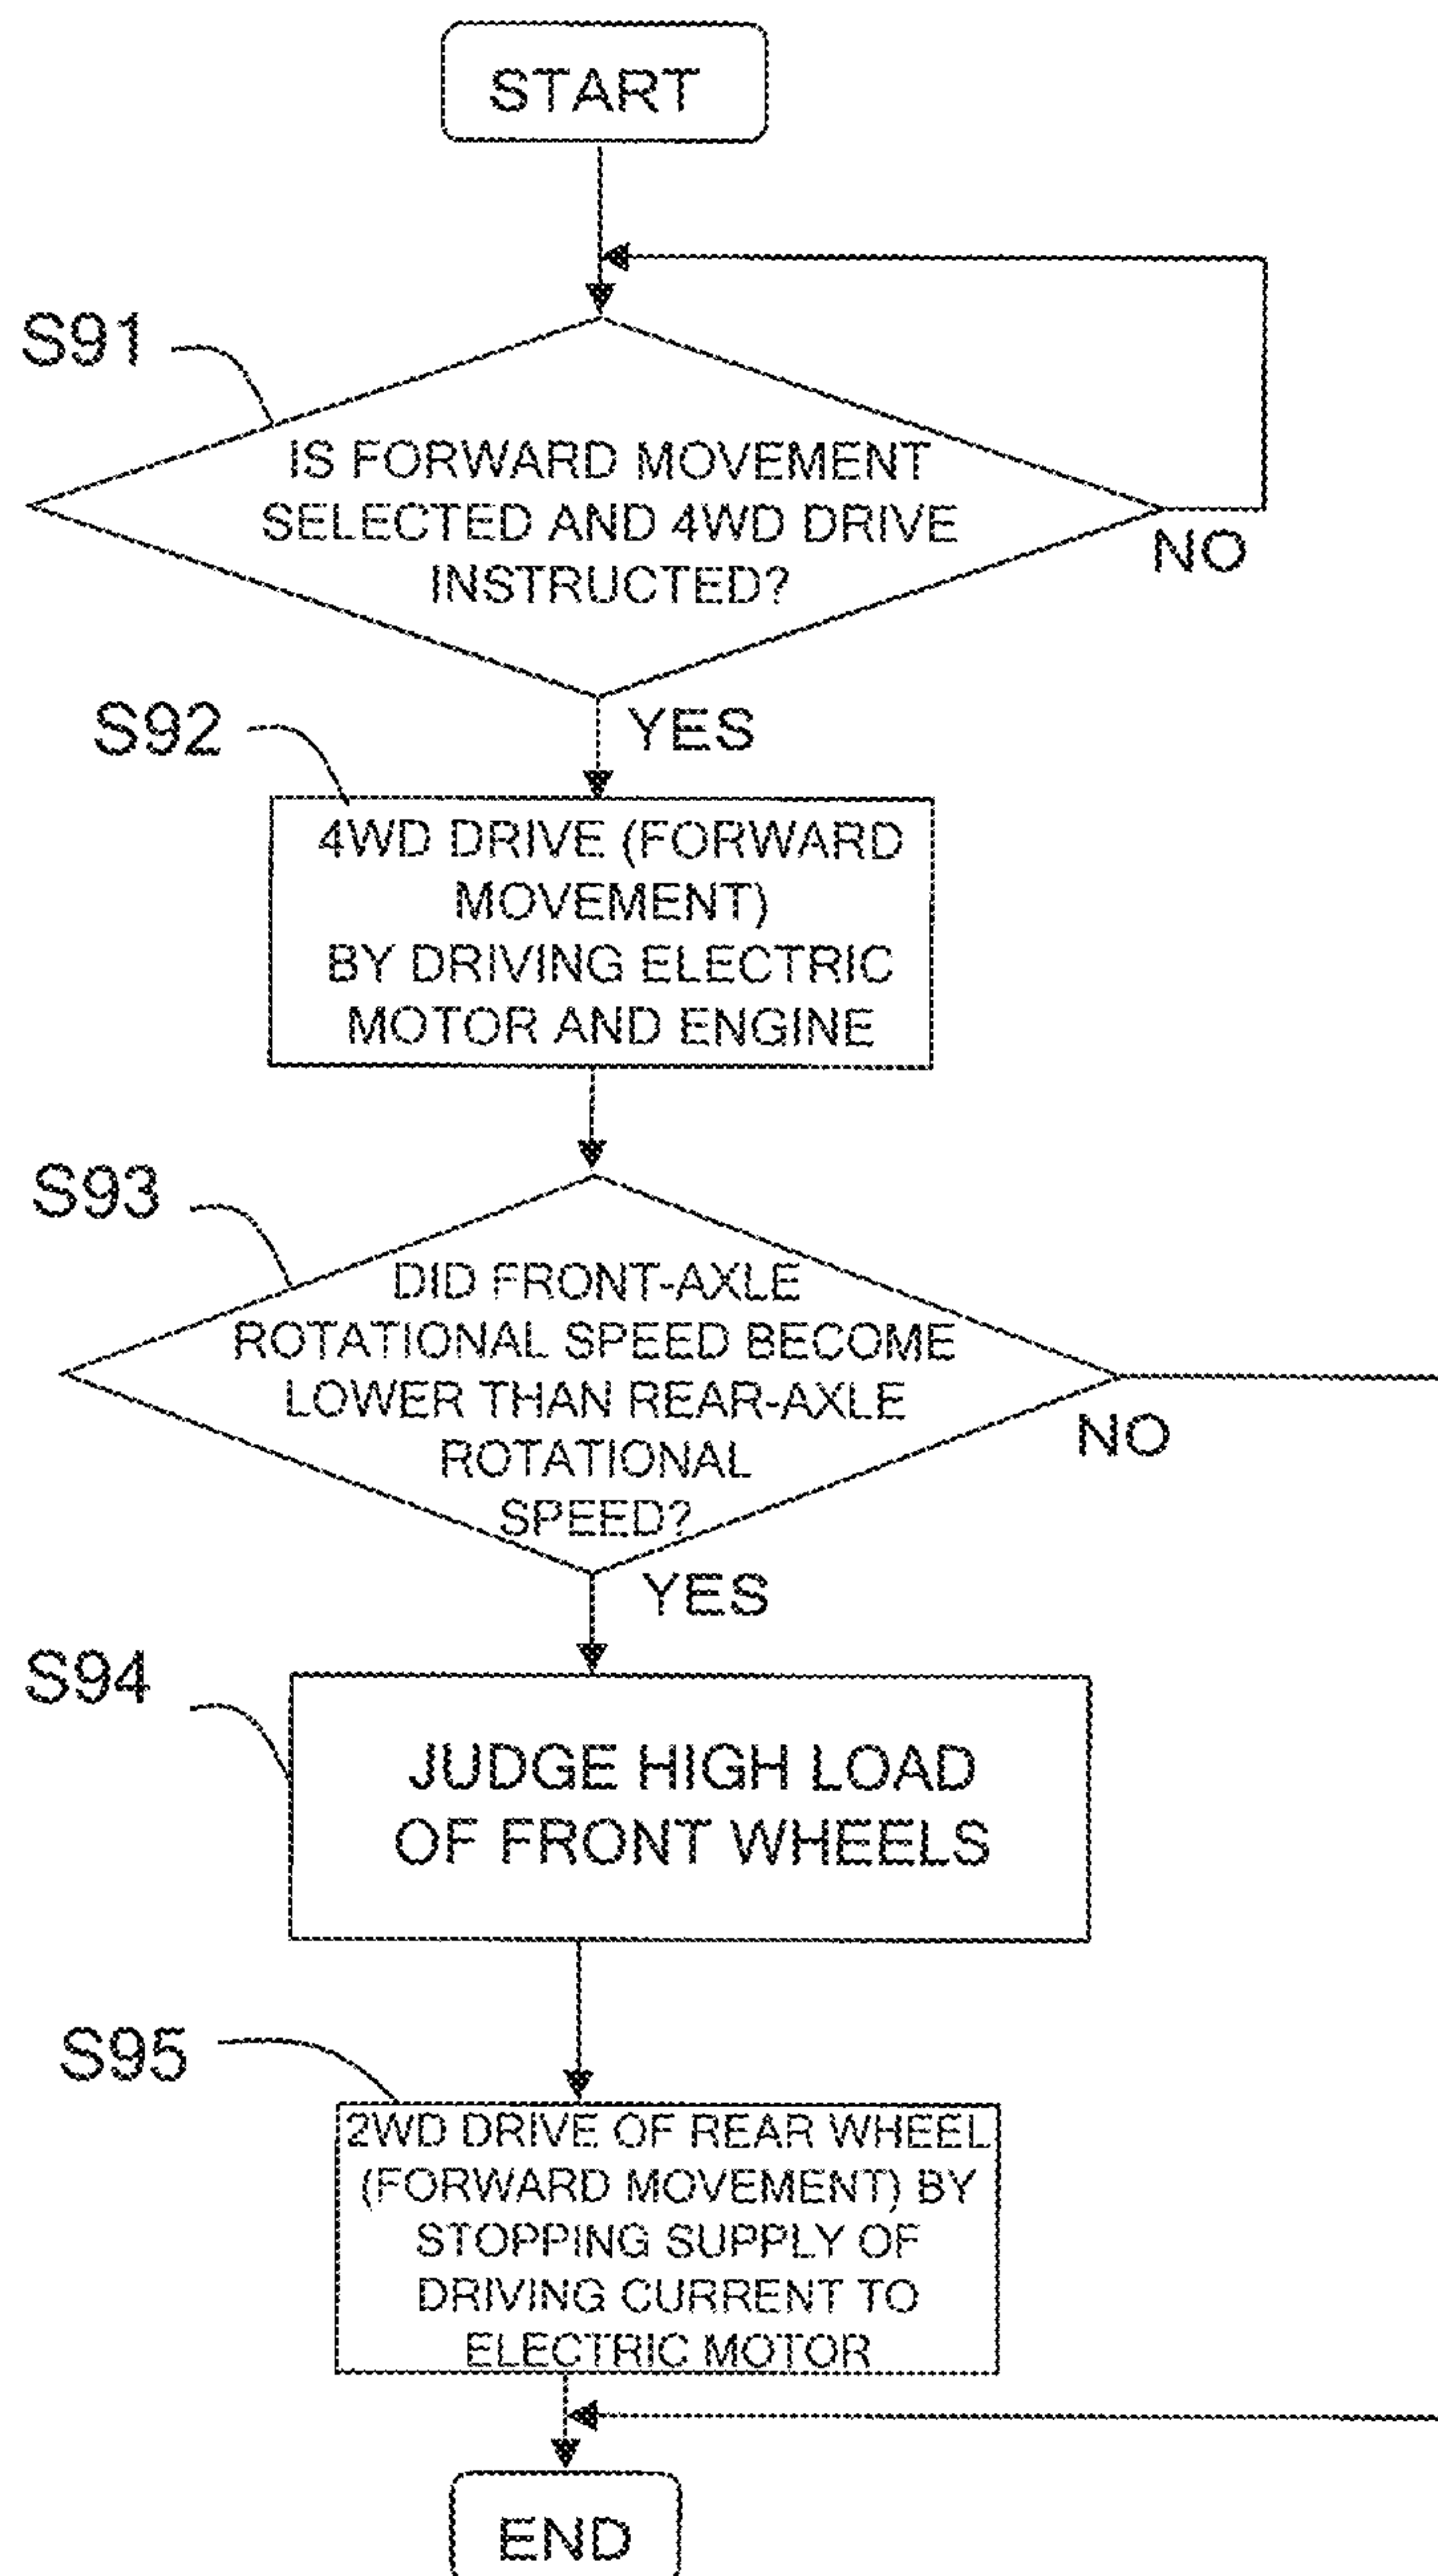 START
S91
IS FORWARD MOVEMENT
SELECTED AND 4WD DRIVE
INSTRUCTED?
NO
YES
S92
4WD DRIVE (FORWARD
MOVEMENT)
BY DRIVING ELECTRIC
MOTOR AND ENGINE
S93
DID FRONT-AXLE
ROTATIONAL SPEED BECOME
LOWER THAN REAR-AXLE
ROTATIONAL
SPEED?
NO
YES
S94
JUDGE HIGH LOAD
OF FRONT WHEELS
S95
2WD DRIVE OF REAR WHEEL
(FORWARD MOVEMENT) BY
STOPPING SUPPLY OF
DRIVING CURRENT TO
ELECTRIC MOTOR
END